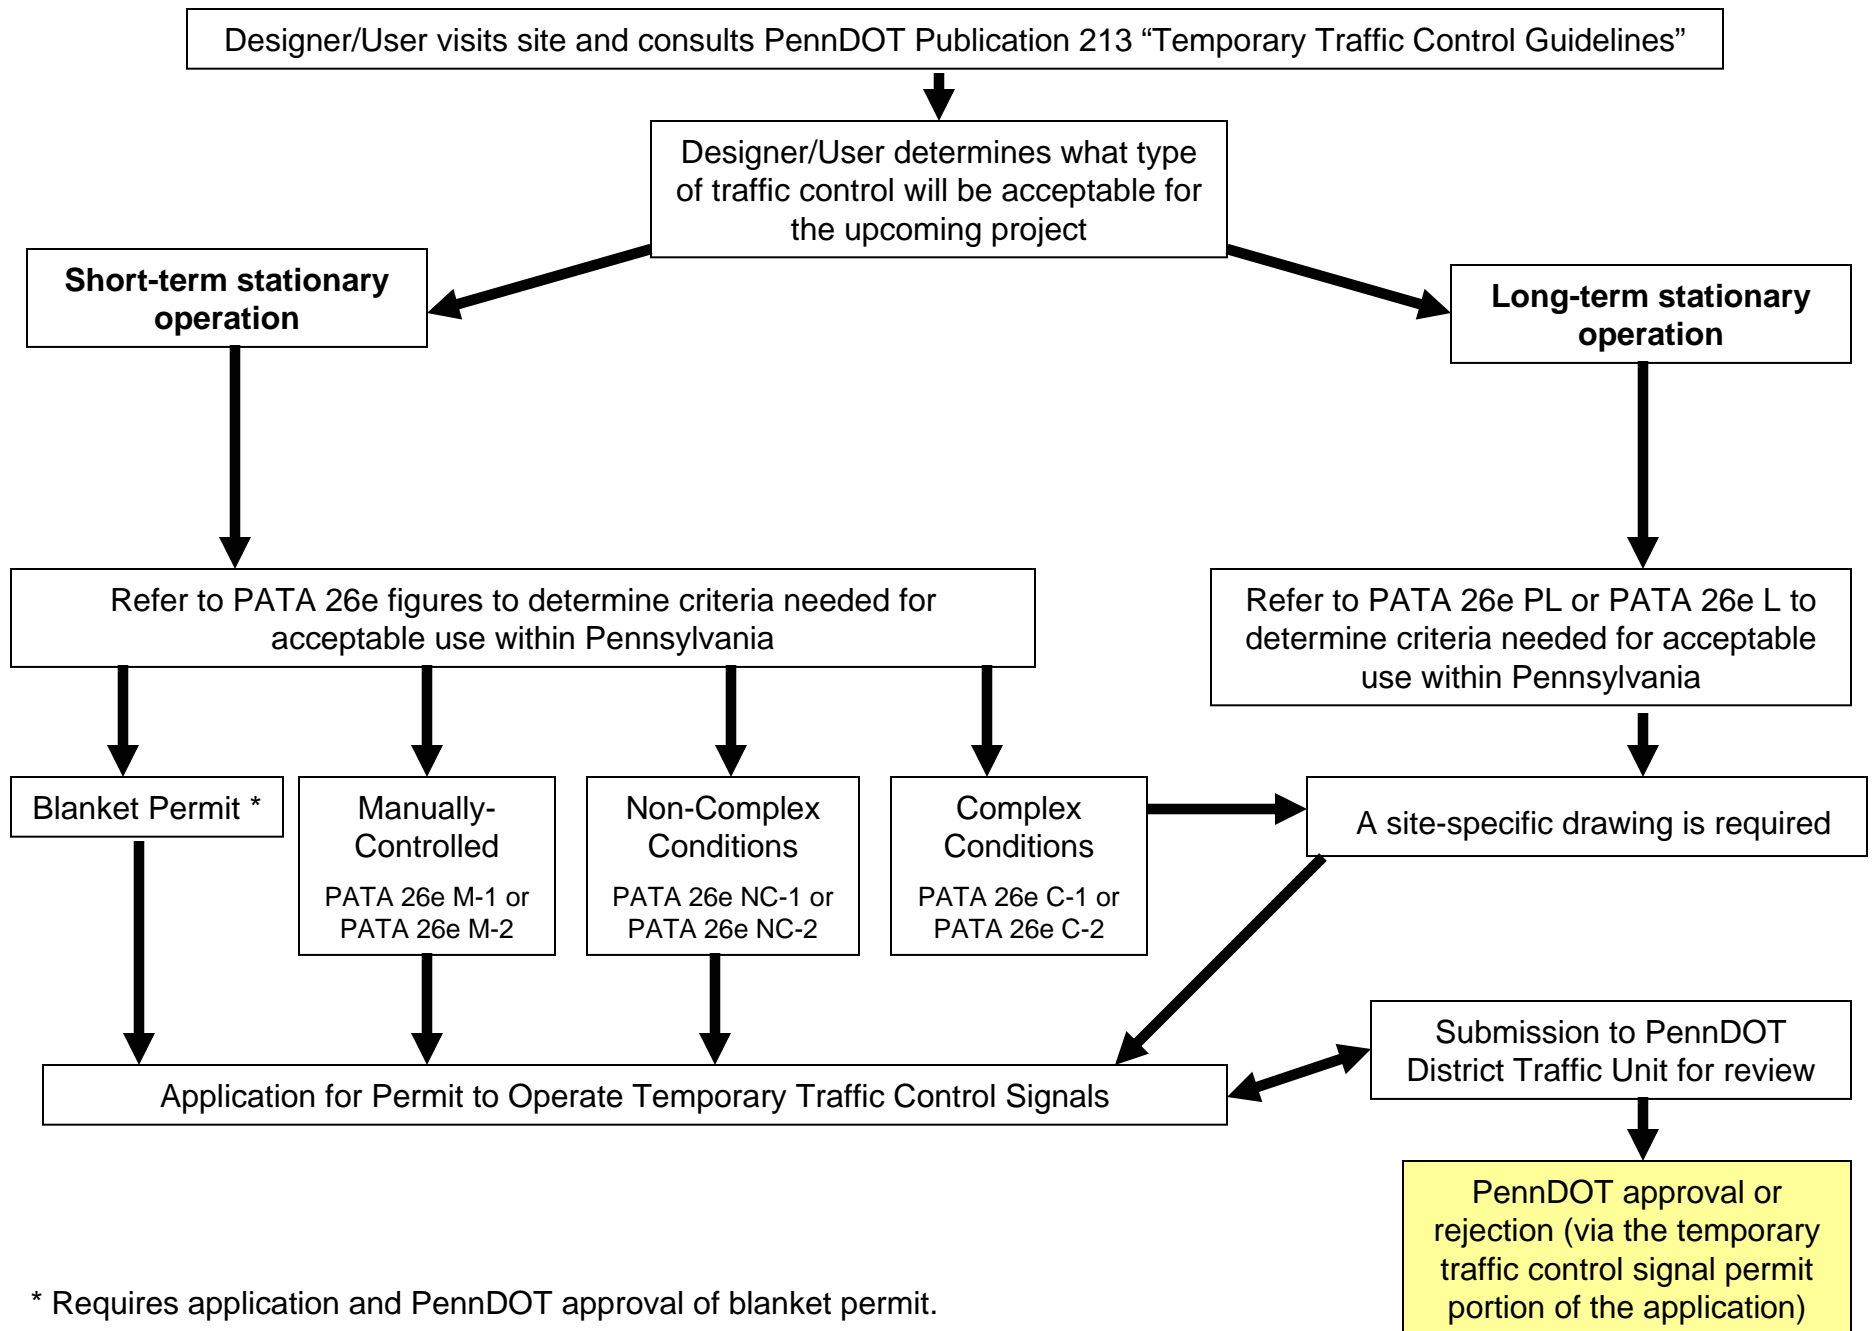 Designer/User visits site and consults PennDOT Publication 213 “Temporary Traffic Control Guidelines”
Designer/User determines what type
of traffic control will be acceptable for
the upcoming project
Short-term stationary
operation
Long-term stationary
operation
Refer to PATA 26e figures to determine criteria needed for
acceptable use within Pennsylvania
Refer to PATA 26e PL or PATA 26e L to
determine criteria needed for acceptable
use within Pennsylvania
Blanket Permit *
Manually-
Controlled
PATA 26e M-1 or
PATA 26e M-2
Non-Complex
Conditions
PATA 26e NC-1 or
PATA 26e NC-2
Complex
Conditions
PATA 26e C-1 or
PATA 26e C-2
A site-specific drawing is required
Application for Permit to Operate Temporary Traffic Control Signals
Submission to PennDOT
District Traffic Unit for review
PennDOT approval or
rejection (via the temporary
traffic control signal permit
portion of the application)
* Requires application and PennDOT approval of blanket permit.